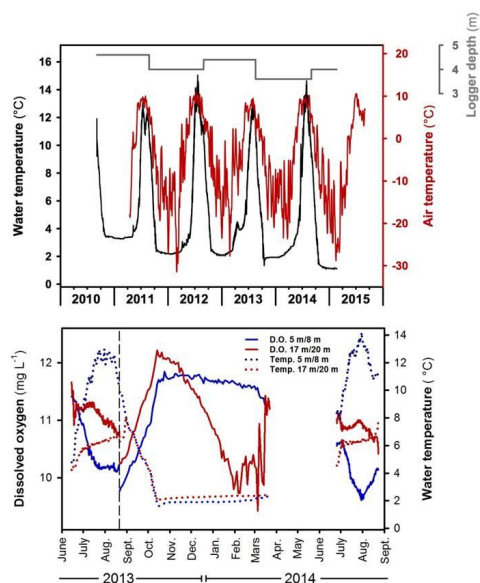 5
4
3
Logger depth (m)
16
14
12
10
8
6
4
2
0
Water temperature (°C)
20
10
0
-10
-20
-30
Air temperature (°C)
2010 2011 2012 2013 2014 2015
D.O. 5 m/8 m
D.O. 17 m/20 m
Temp. 5 m/8 m
Temp. 17 m/20 m
12
11
10
Dissolved oxygen (mg L⁻¹)
14
12
10
8
6
4
2
0
Water temperature ( °C)
June July Aug. Sept. Oct. Nov. Dec. Jan. Feb. Mars Apr. May June July Aug. Sept.
2013 2014